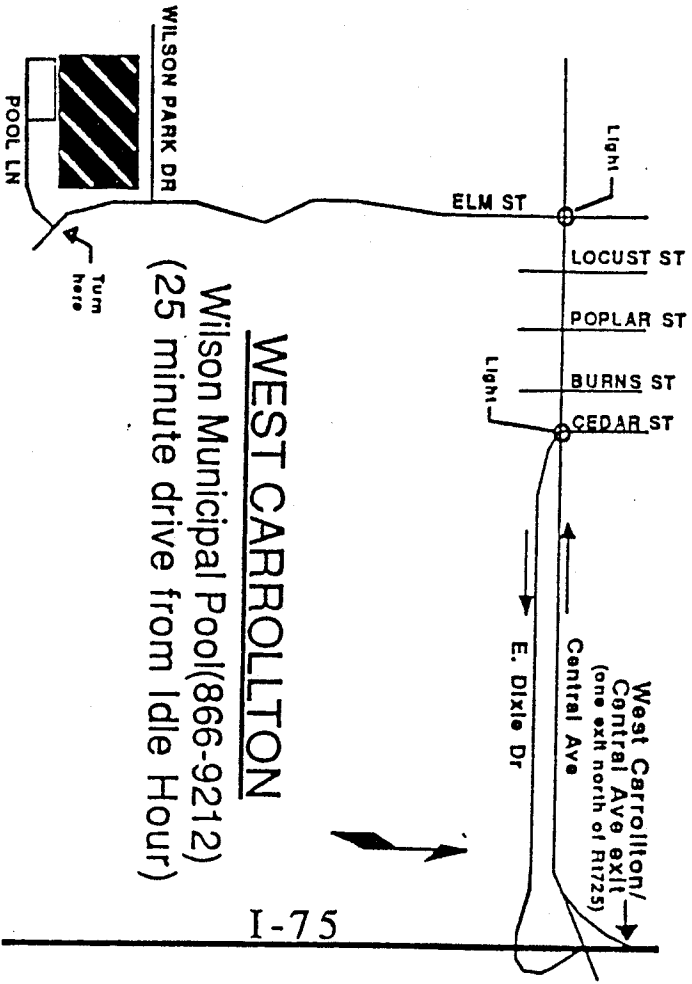 West Carrollton/
Central Ave exit
(one exit north of Rt725)
Central Ave
E. Dixie Dr
Light
CEDAR ST
BURNS ST
POPLAR ST
LOCUST ST
Light
ELM ST
WILSON PARK DR
POOL LN
Turn
here
WEST CARROLLTON
Wilson Municipal Pool(866-9212)
(25 minute drive from Idle Hour)
I-75